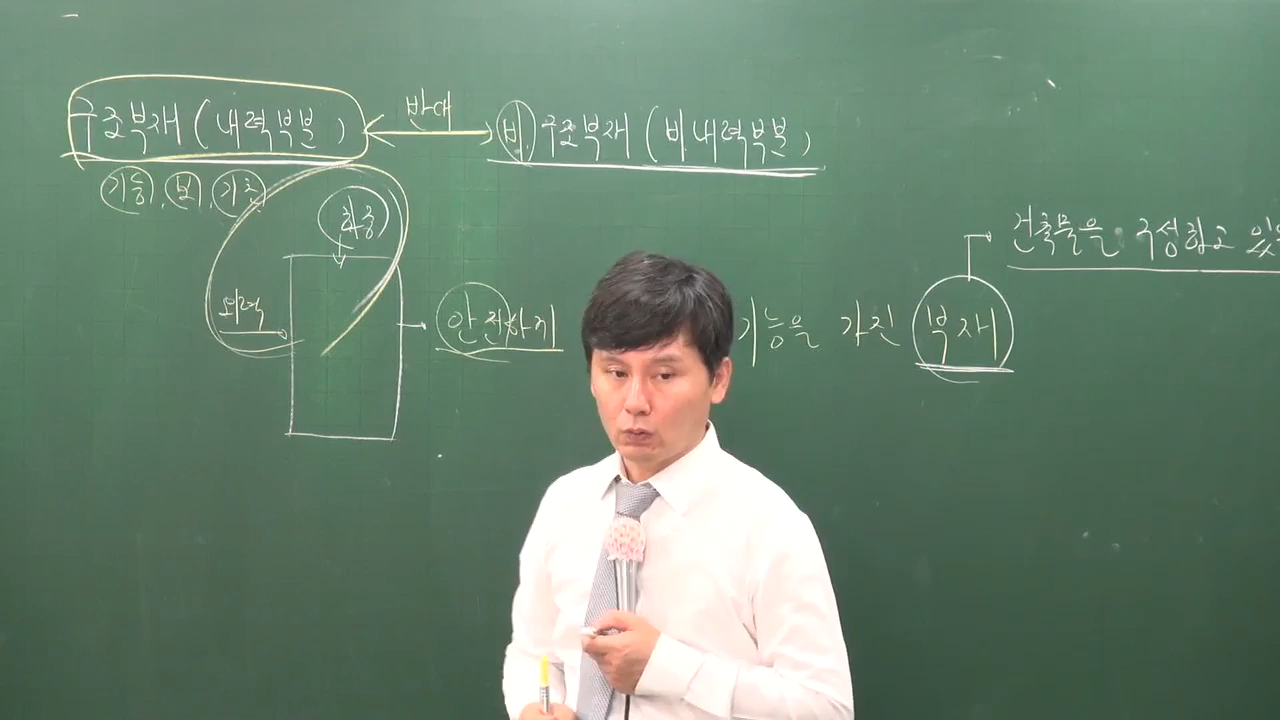 구조부재 (내력부분) 반대 비구조부재 (비내력부분)
기둥, 보, 기초
하중
건축물을 구성하고 있
외력 안전하게 기능을 가진 부재